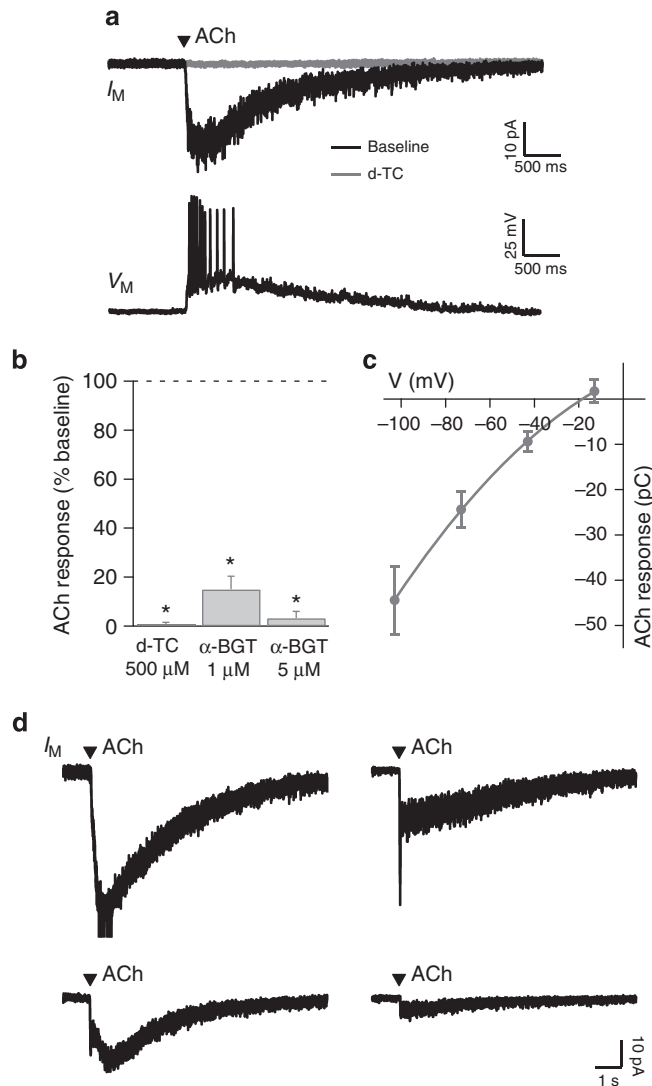 a
ACh
I_M
Baseline
d-TC
10 pA
500 ms
V_M
25 mV
500 ms
b
ACh response (% baseline)
100
80
60
40
20
0
*
*
*
d-TC
500 μM
α-BGT
1 μM
α-BGT
5 μM
c
V (mV)
−100 −80 −60 −40 −20
−10
−20
−30
−40
−50
ACh response (pC)
d
I_M
ACh
ACh
ACh
ACh
10 pA
1 s